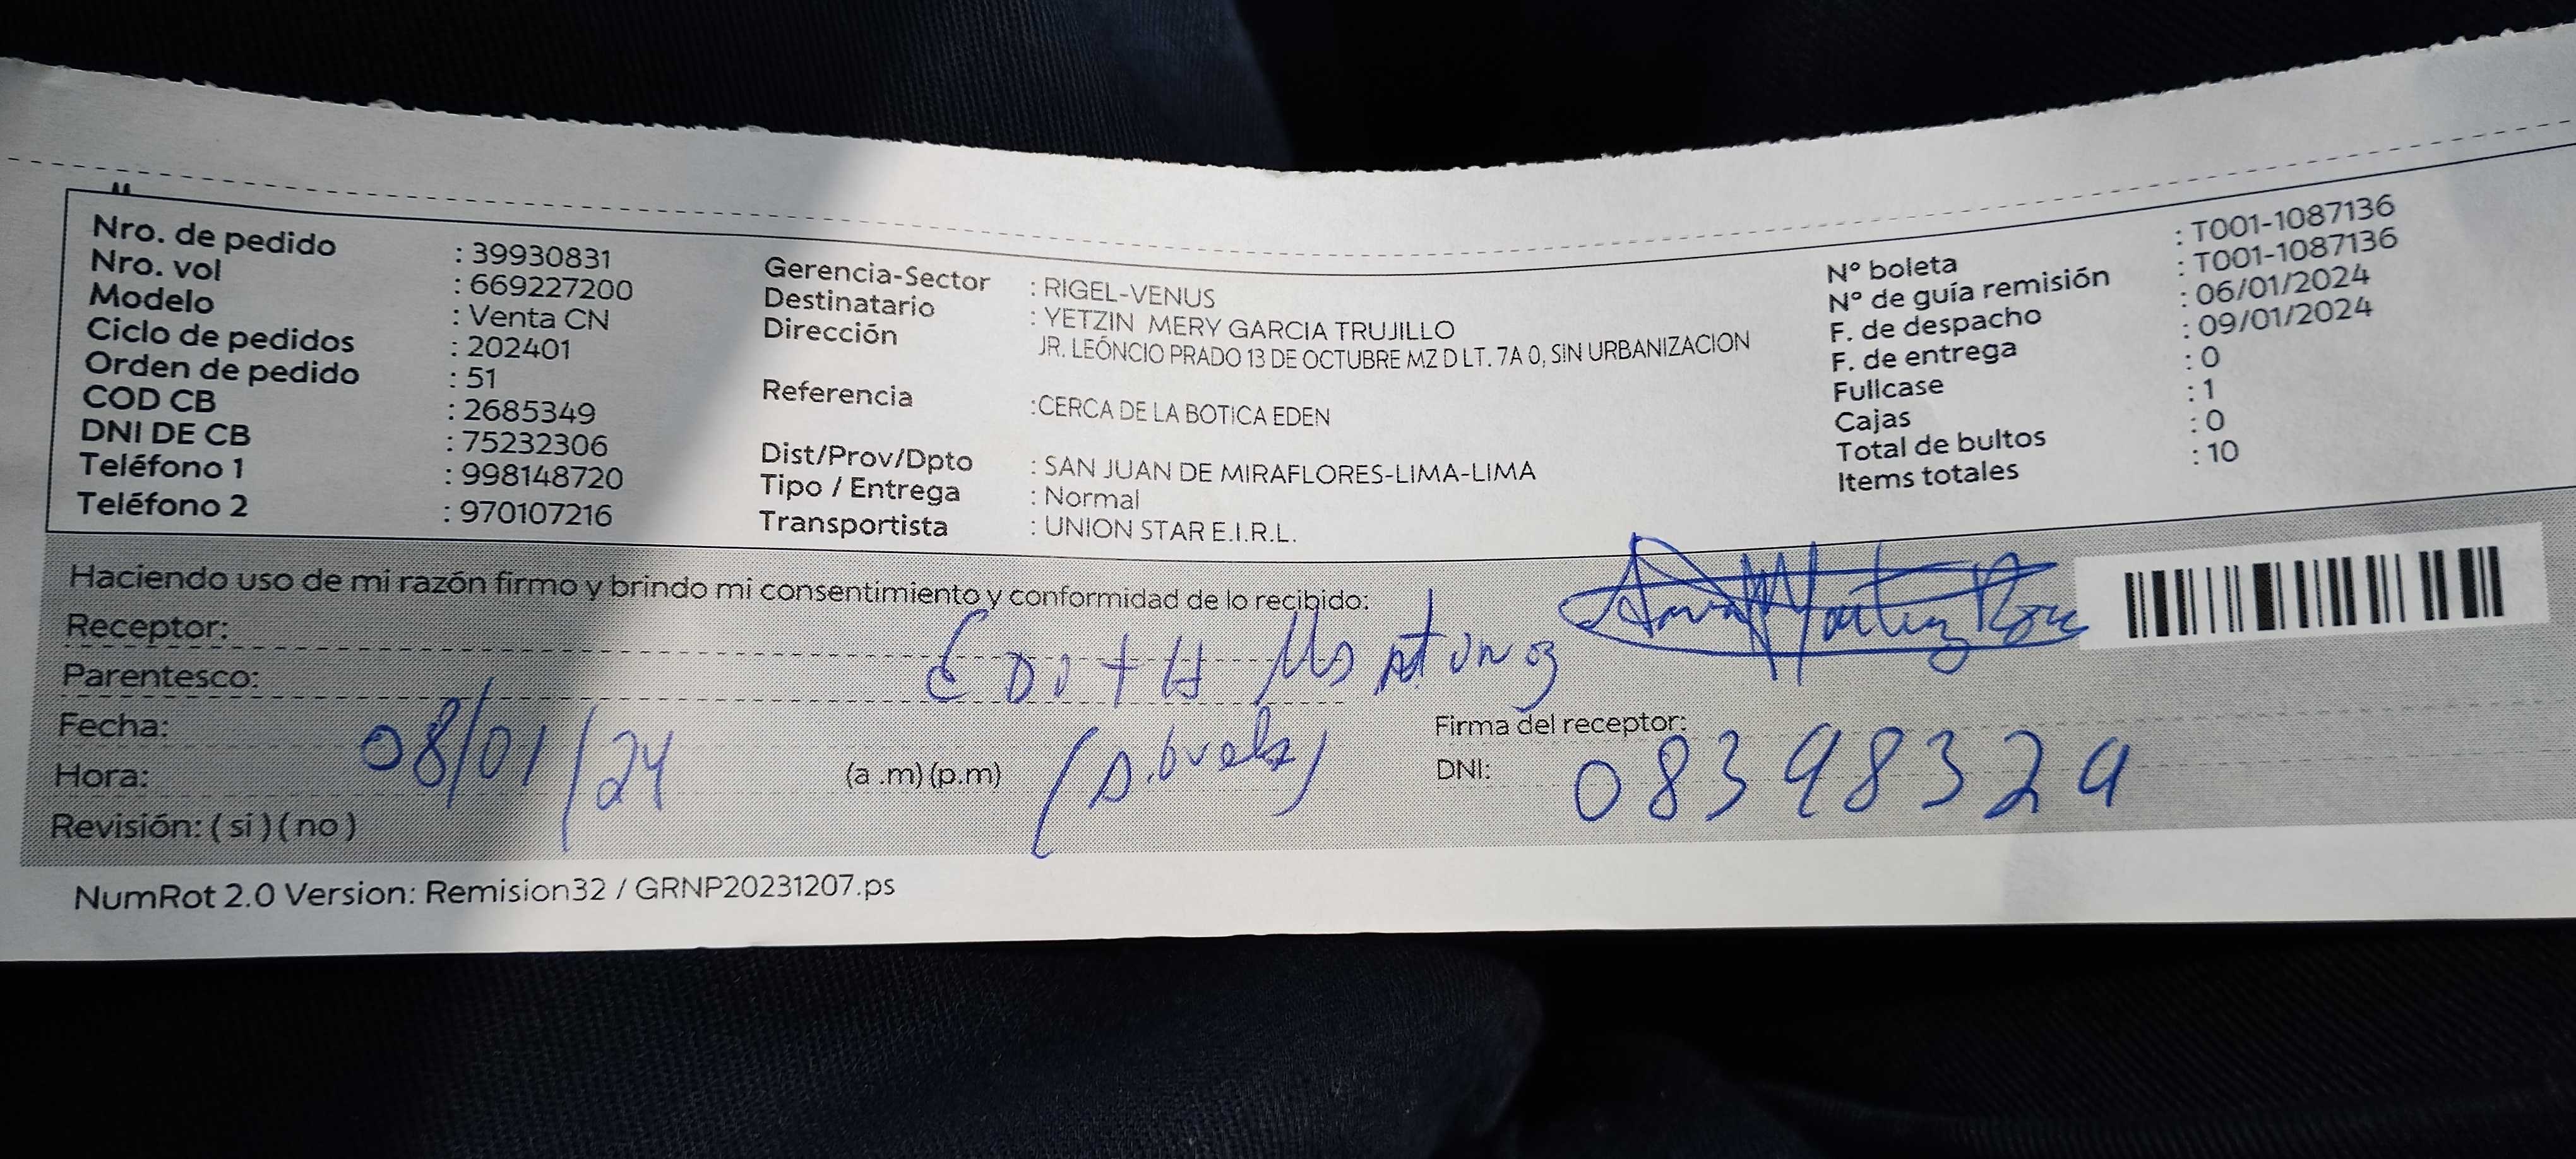 Nro. de pedido : 39930831
Nro. vol : 669227200
Modelo : Venta CN
Ciclo de pedidos : 202401
Orden de pedido : 51
COD CB : 2685349
DNI DE CB : 75232306
Teléfono 1 : 998148720
Teléfono 2 : 970107216
Gerencia-Sector : RIGEL-VENUS
Destinatario : YETZIN MERY GARCIA TRUJILLO
Dirección JR. LEÓNCIO PRADO 13 DE OCTUBRE MZ D LT. 7A 0, SIN URBANIZACION
Referencia :CERCA DE LA BOTICA EDEN
Dist/Prov/Dpto : SAN JUAN DE MIRAFLORES-LIMA-LIMA
Tipo / Entrega : Normal
Transportista : UNION STAR E.I.R.L.
N° boleta : T001-1087136
N° de guía remisión : T001-1087136
F. de despacho : 06/01/2024
F. de entrega : 09/01/2024
Fullcase : 0
Cajas : 1
Total de bultos : 0
Items totales : 10
Haciendo uso de mi razón firmo y brindo mi consentimiento y conformidad de lo recibido:
Receptor:
Parentesco:
Fecha: 08/01/24
Firma del receptor:
Hora: (a .m) (p.m)
DNI:
Revisión: ( si ) ( no )
NumRot 2.0 Version: Remision32 / GRNP20231207.ps